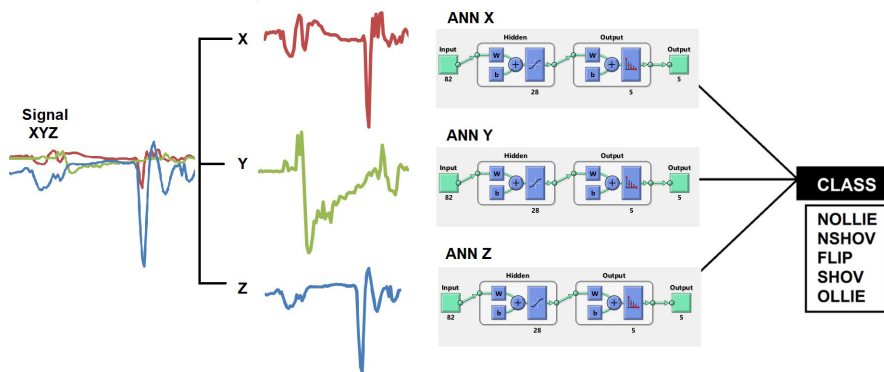 Signal
XYZ
X
Y
Z
ANN X
Hidden
Output
Input
Output
W
b
W
b
82
28
5
5
ANN Y
Hidden
Output
Input
Output
W
b
W
b
82
28
5
5
ANN Z
Hidden
Output
Input
Output
W
b
W
b
82
28
5
5
CLASS
NOLLIE
NSHOV
FLIP
SHOV
OLLIE